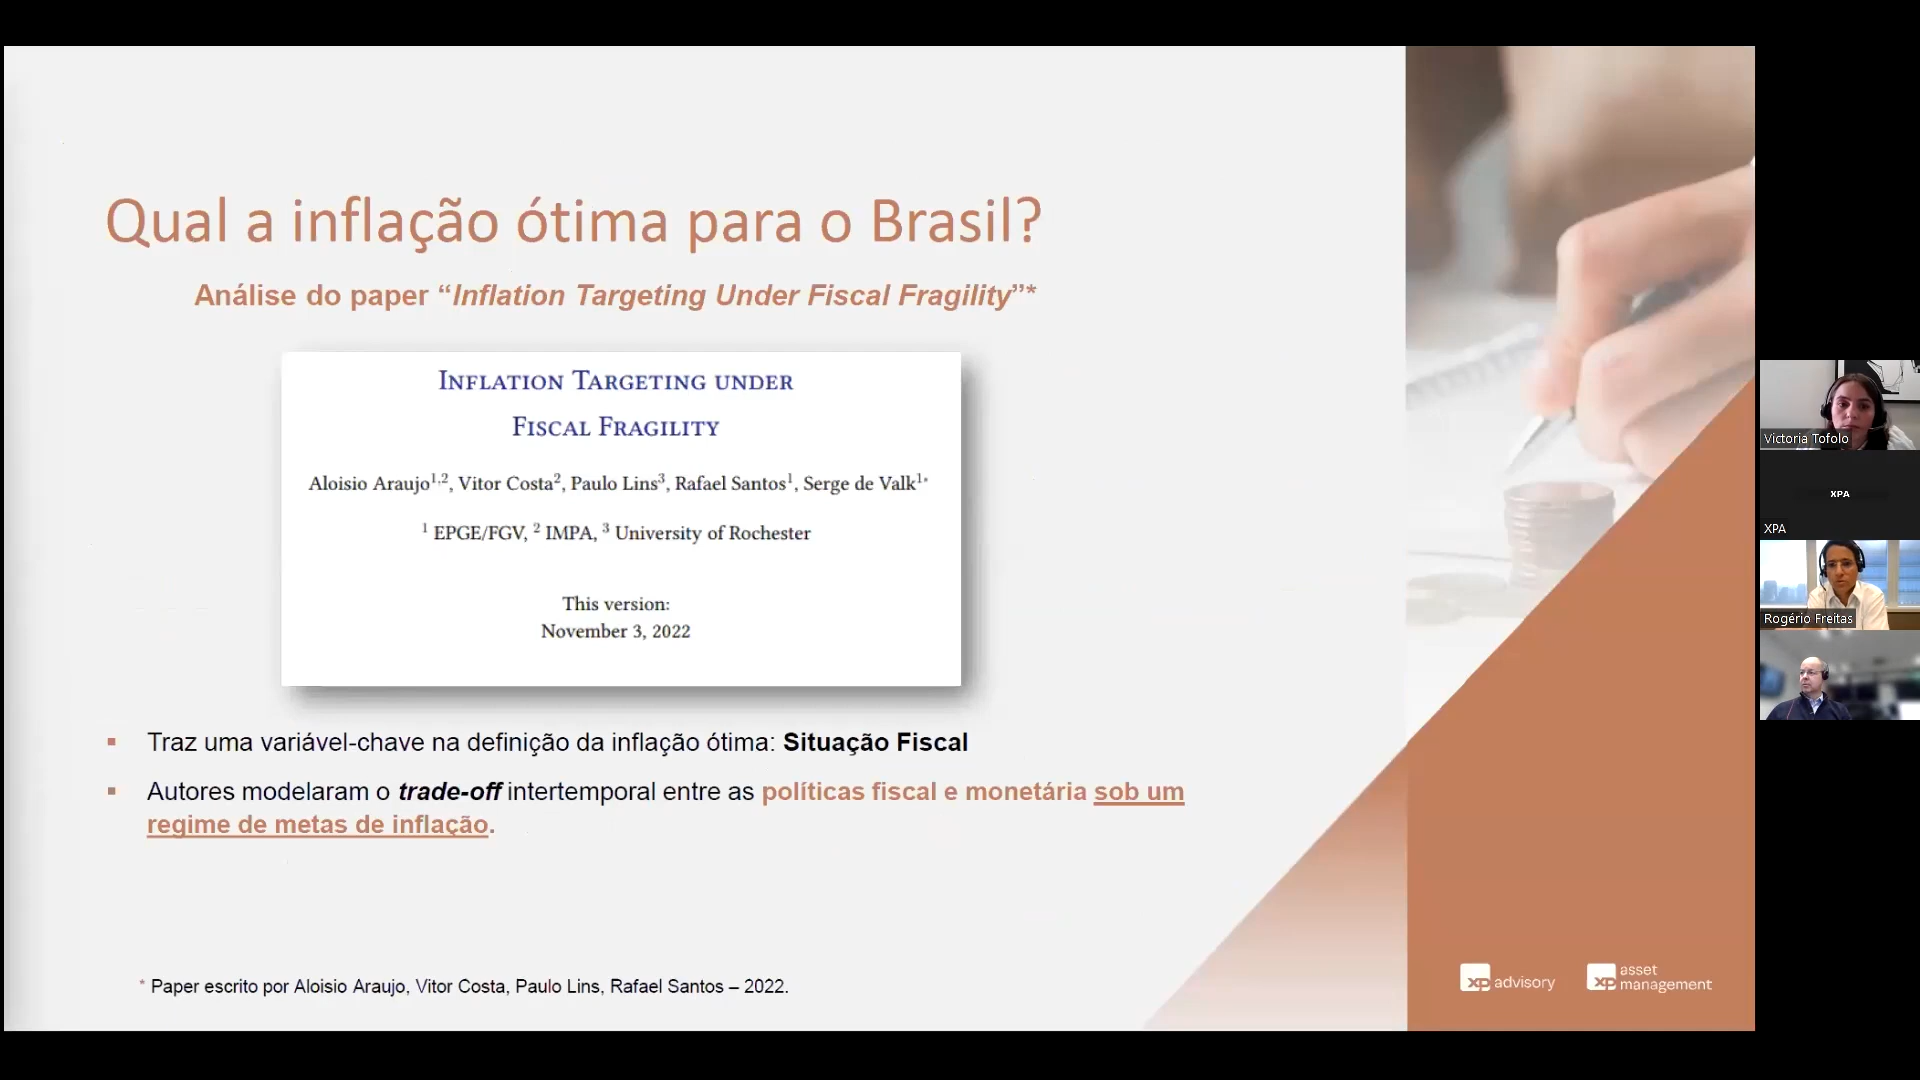 Qual a inflação ótima para o Brasil?
Análise do paper “Inflation Targeting Under Fiscal Fragility”*
Inflation Targeting under
Fiscal Fragility
Aloisio Araujo1,2, Vitor Costa2, Paulo Lins3, Rafael Santos1, Serge de Valk1*
1 EPGE/FGV, 2 IMPA, 3 University of Rochester
This version:
November 3, 2022
▪ Traz uma variável-chave na definição da inflação ótima: Situação Fiscal
▪ Autores modelaram o trade-off intertemporal entre as políticas fiscal e monetária sob um
regime de metas de inflação.
* Paper escrito por Aloisio Araujo, Vitor Costa, Paulo Lins, Rafael Santos – 2022.
xp advisory
xp asset
management
Victoria Tofolo
XPA
XPA
Rogério Freitas